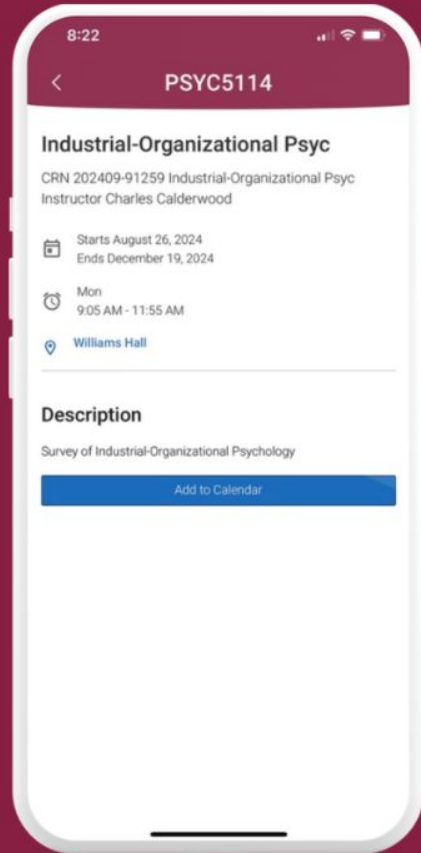 8:22
PSYC5114
Industrial-Organizational Psyc
CRN 202409-91259 Industrial-Organizational Psyc
Instructor Charles Calderwood
Starts August 26, 2024
Ends December 19, 2024
Mon
9:05 AM - 11:55 AM
Williams Hall
Description
Survey of Industrial-Organizational Psychology
Add to Calendar